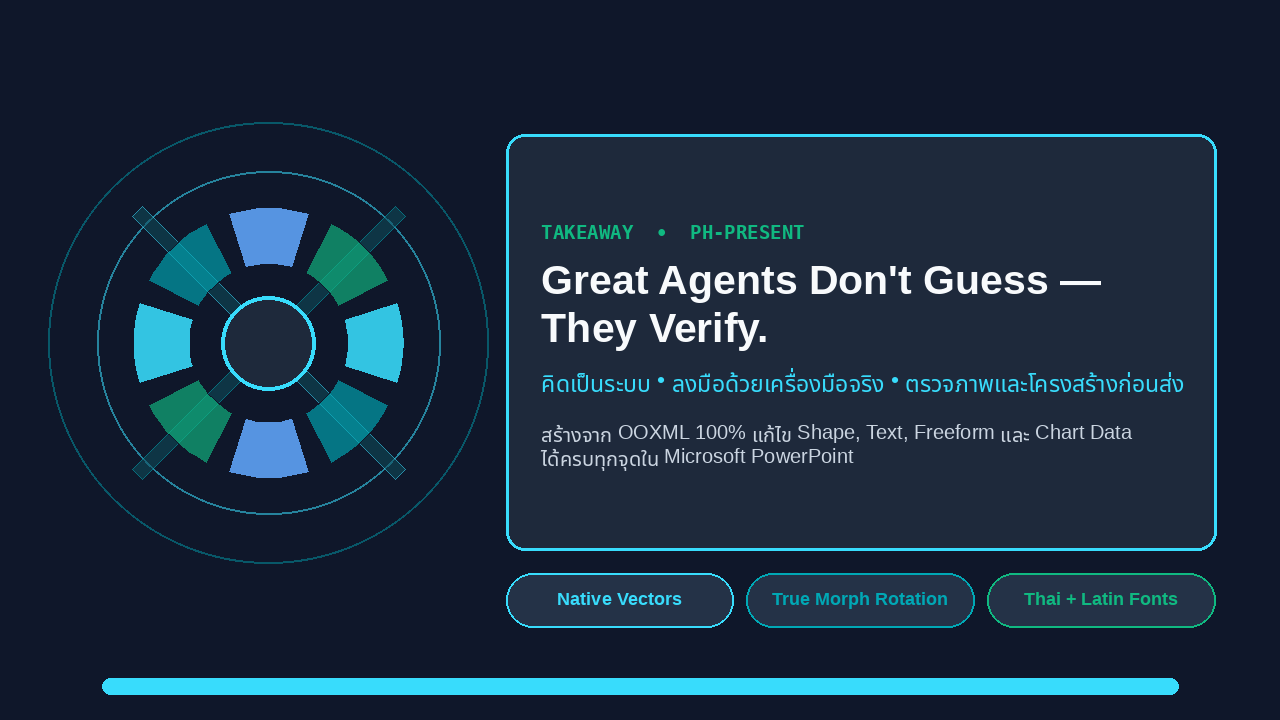 TAKEAWAY • PH-PRESENT
Great Agents Don't Guess —
They Verify.
คิดเป็นระบบ • ลงมือด้วยเครื่องมือจริง • ตรวจภาพและโครงสร้างก่อนส่ง
สร้างจาก OOXML 100% แก้ไข Shape, Text, Freeform และ Chart Data
ได้ครบทุกจุดใน Microsoft PowerPoint
Native Vectors
True Morph Rotation
Thai + Latin Fonts